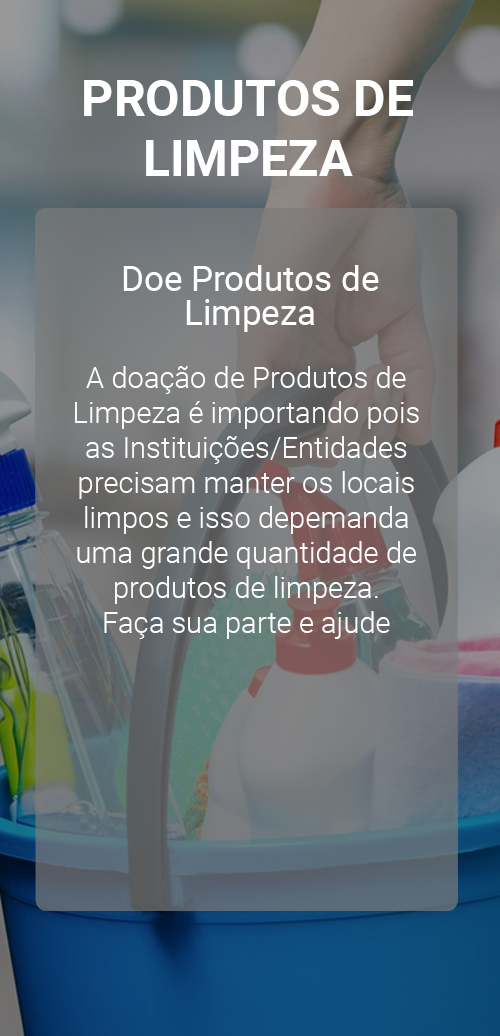 PRODUTOS DE
LIMPEZA
Doe Produtos de
Limpeza
A doação de Produtos de
Limpeza é importando pois
as Instituições/Entidades
precisam manter os locais
limpos e isso depemanda
uma grande quantidade de
produtos de limpeza.
Faça sua parte e ajude